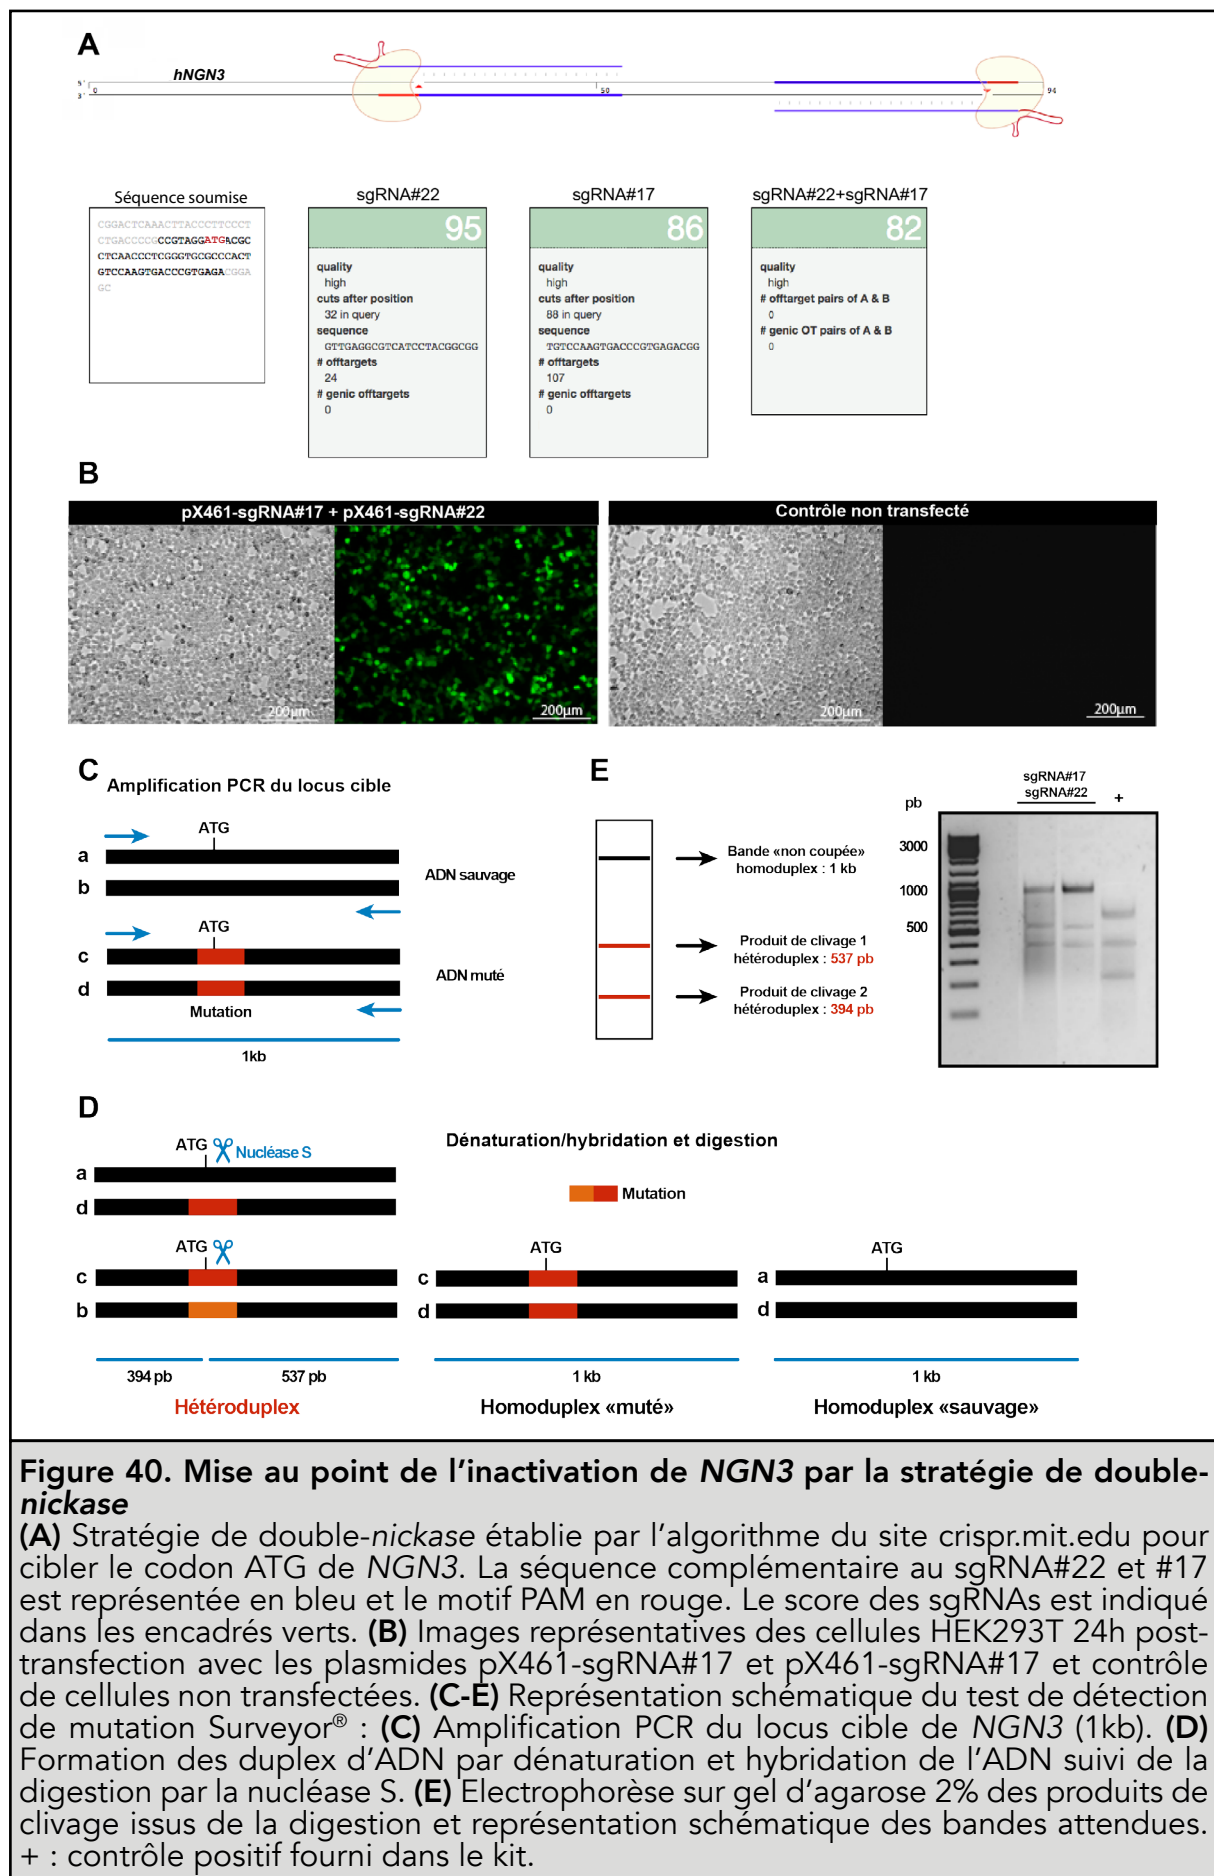 A
hNGN3
5'
3'
0
50
94
Séquence soumise
CGGACTCAAACTTACCCTTCCCT
CTGACCCCGCCGTAGGATGACGC
CTCAACCCTCGGGTGCGCCCACT
GTCCAAGTGACCCGTGAGACGGA
GC
sgRNA#22
95
quality
high
cuts after position
32 in query
sequence
GTTGAGGCGTCATCCTACGGCGG
# offtargets
24
# genic offtargets
0
sgRNA#17
86
quality
high
cuts after position
88 in query
sequence
TGTCCAAGTGACCCGTGAGACGG
# offtargets
107
# genic offtargets
0
sgRNA#22+sgRNA#17
82
quality
high
# offtarget pairs of A & B
0
# genic OT pairs of A & B
0
B
pX461-sgRNA#17 + pX461-sgRNA#22
Contrôle non transfecté
200µm
200µm
200µm
200µm
C
Amplification PCR du locus cible
ATG
a
b
ADN sauvage
ATG
c
d
ADN muté
Mutation
1kb
E
Bande «non coupée»
homoduplex : 1 kb
Produit de clivage 1
hétéroduplex : 537 pb
Produit de clivage 2
hétéroduplex : 394 pb
sgRNA#17
sgRNA#22
+
pb
3000
1000
500
D
Dénaturation/hybridation et digestion
ATG
Nucléase S
a
d
Mutation
ATG
c
b
394 pb
537 pb
Hétéroduplex
ATG
c
d
1 kb
Homoduplex «muté»
ATG
a
d
1 kb
Homoduplex «sauvage»
Figure 40. Mise au point de l'inactivation de NGN3 par la stratégie de double-
nickase
(A) Stratégie de double-nickase établie par l'algorithme du site crispr.mit.edu pour
cibler le codon ATG de NGN3. La séquence complémentaire au sgRNA#22 et #17
est représentée en bleu et le motif PAM en rouge. Le score des sgRNAs est indiqué
dans les encadrés verts. (B) Images représentatives des cellules HEK293T 24h post-
transfection avec les plasmides pX461-sgRNA#17 et pX461-sgRNA#17 et contrôle
de cellules non transfectées. (C-E) Représentation schématique du test de détection
de mutation Surveyor® : (C) Amplification PCR du locus cible de NGN3 (1kb). (D)
Formation des duplex d'ADN par dénaturation et hybridation de l'ADN suivi de la
digestion par la nucléase S. (E) Electrophorèse sur gel d'agarose 2% des produits de
clivage issus de la digestion et représentation schématique des bandes attendues.
+ : contrôle positif fourni dans le kit.